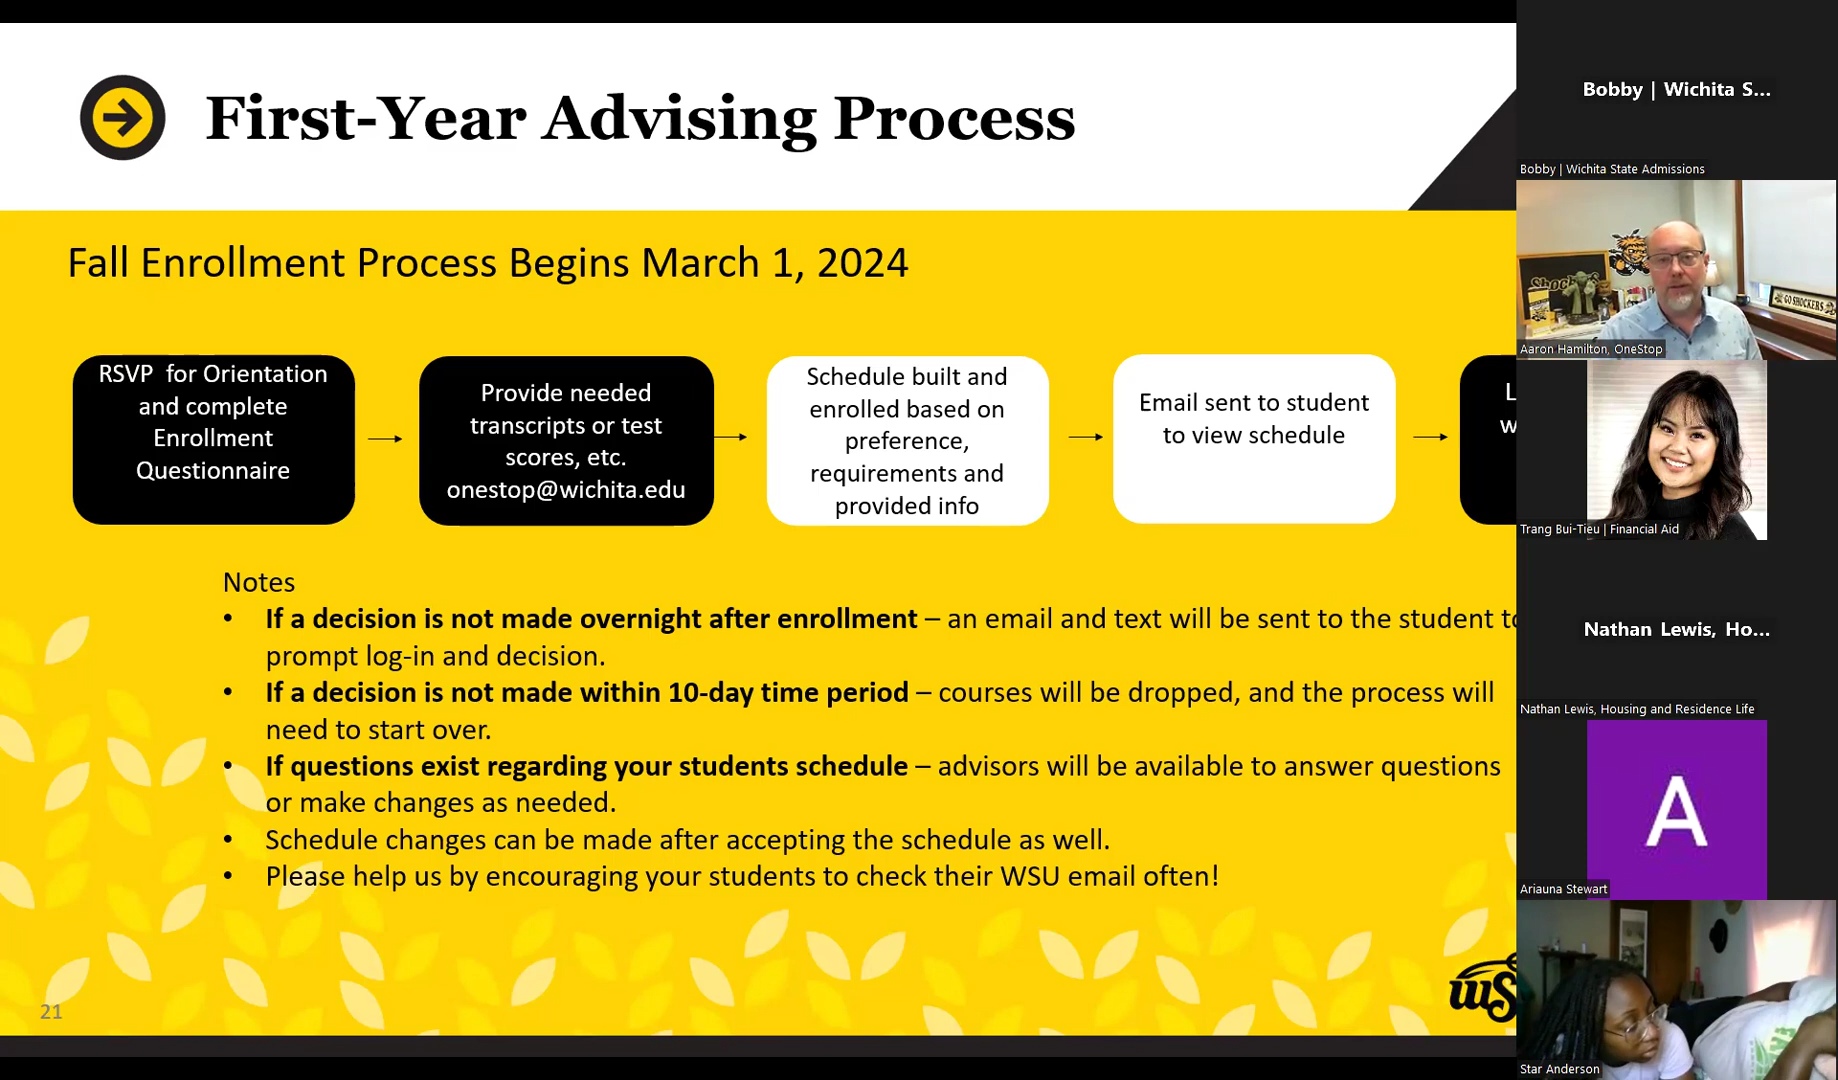 First-Year Advising Process
Fall Enrollment Process Begins March 1, 2024
RSVP for Orientation
and complete
Enrollment
Questionnaire
Provide needed
transcripts or test
scores, etc.
onestop@wichita.edu
Schedule built and
enrolled based on
preference,
requirements and
provided info
Email sent to student
to view schedule
L
w
Notes
• If a decision is not made overnight after enrollment – an email and text will be sent to the student to
prompt log-in and decision.
• If a decision is not made within 10-day time period – courses will be dropped, and the process will
need to start over.
• If questions exist regarding your students schedule – advisors will be available to answer questions
or make changes as needed.
• Schedule changes can be made after accepting the schedule as well.
• Please help us by encouraging your students to check their WSU email often!
21
Bobby | Wichita S...
Bobby | Wichita State Admissions
GO SHOCKERS
Aaron Hamilton, OneStop
Trang Bui-Tieu | Financial Aid
Nathan Lewis, Ho...
Nathan Lewis, Housing and Residence Life
A
Ariauna Stewart
Star Anderson